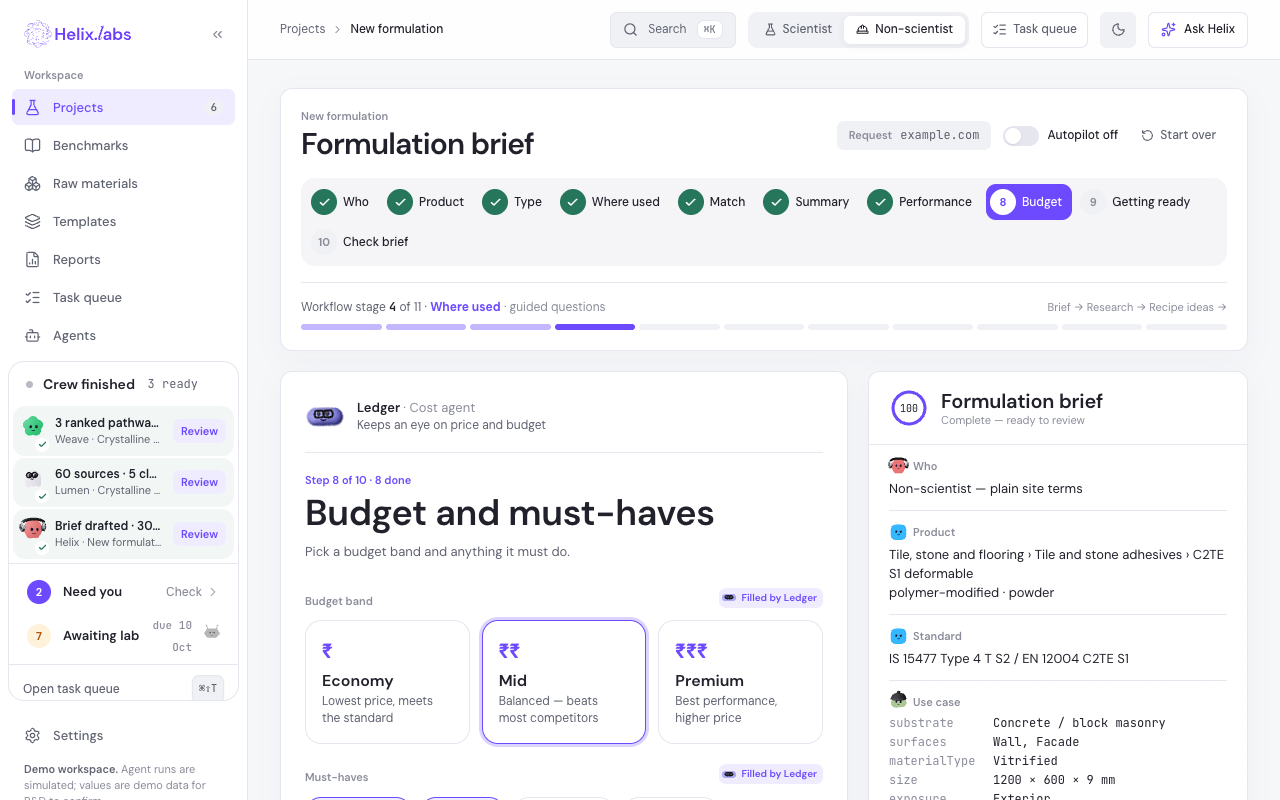 Helix.labs
Workspace
Projects 6
Benchmarks
Raw materials
Templates
Reports
Task queue
Agents
Crew finished 3 ready
3 ranked pathwa...
Weave · Crystalline ...
Review
60 sources · 5 cl...
Lumen · Crystalline ...
Review
Brief drafted · 30...
Helix · New formulat...
Review
2 Need you Check
7 Awaiting lab due 10 Oct
Open task queue ⌘⇧T
Settings
Demo workspace. Agent runs are
simulated; values are demo data for
Projects > New formulation
Search ⌘K
Scientist Non-scientist
Task queue
Ask Helix
New formulation
Formulation brief
Request example.com
Autopilot off
Start over
Who
Product
Type
Where used
Match
Summary
Performance
8 Budget
9 Getting ready
10 Check brief
Workflow stage 4 of 11 · Where used · guided questions
Brief → Research → Recipe ideas →
Ledger · Cost agent
Keeps an eye on price and budget
Step 8 of 10 · 8 done
Budget and must-haves
Pick a budget band and anything it must do.
Budget band
Filled by Ledger
₹
Economy
Lowest price, meets
the standard
₹₹
Mid
Balanced — beats
most competitors
₹₹₹
Premium
Best performance,
higher price
Must-haves
Filled by Ledger
100
Formulation brief
Complete — ready to review
Who
Non-scientist — plain site terms
Product
Tile, stone and flooring › Tile and stone adhesives › C2TE
S1 deformable
polymer-modified · powder
Standard
IS 15477 Type 4 T S2 / EN 12004 C2TE S1
Use case
substrate Concrete / block masonry
surfaces Wall, Facade
materialType Vitrified
size 1200 × 600 × 9 mm
exposure Exterior